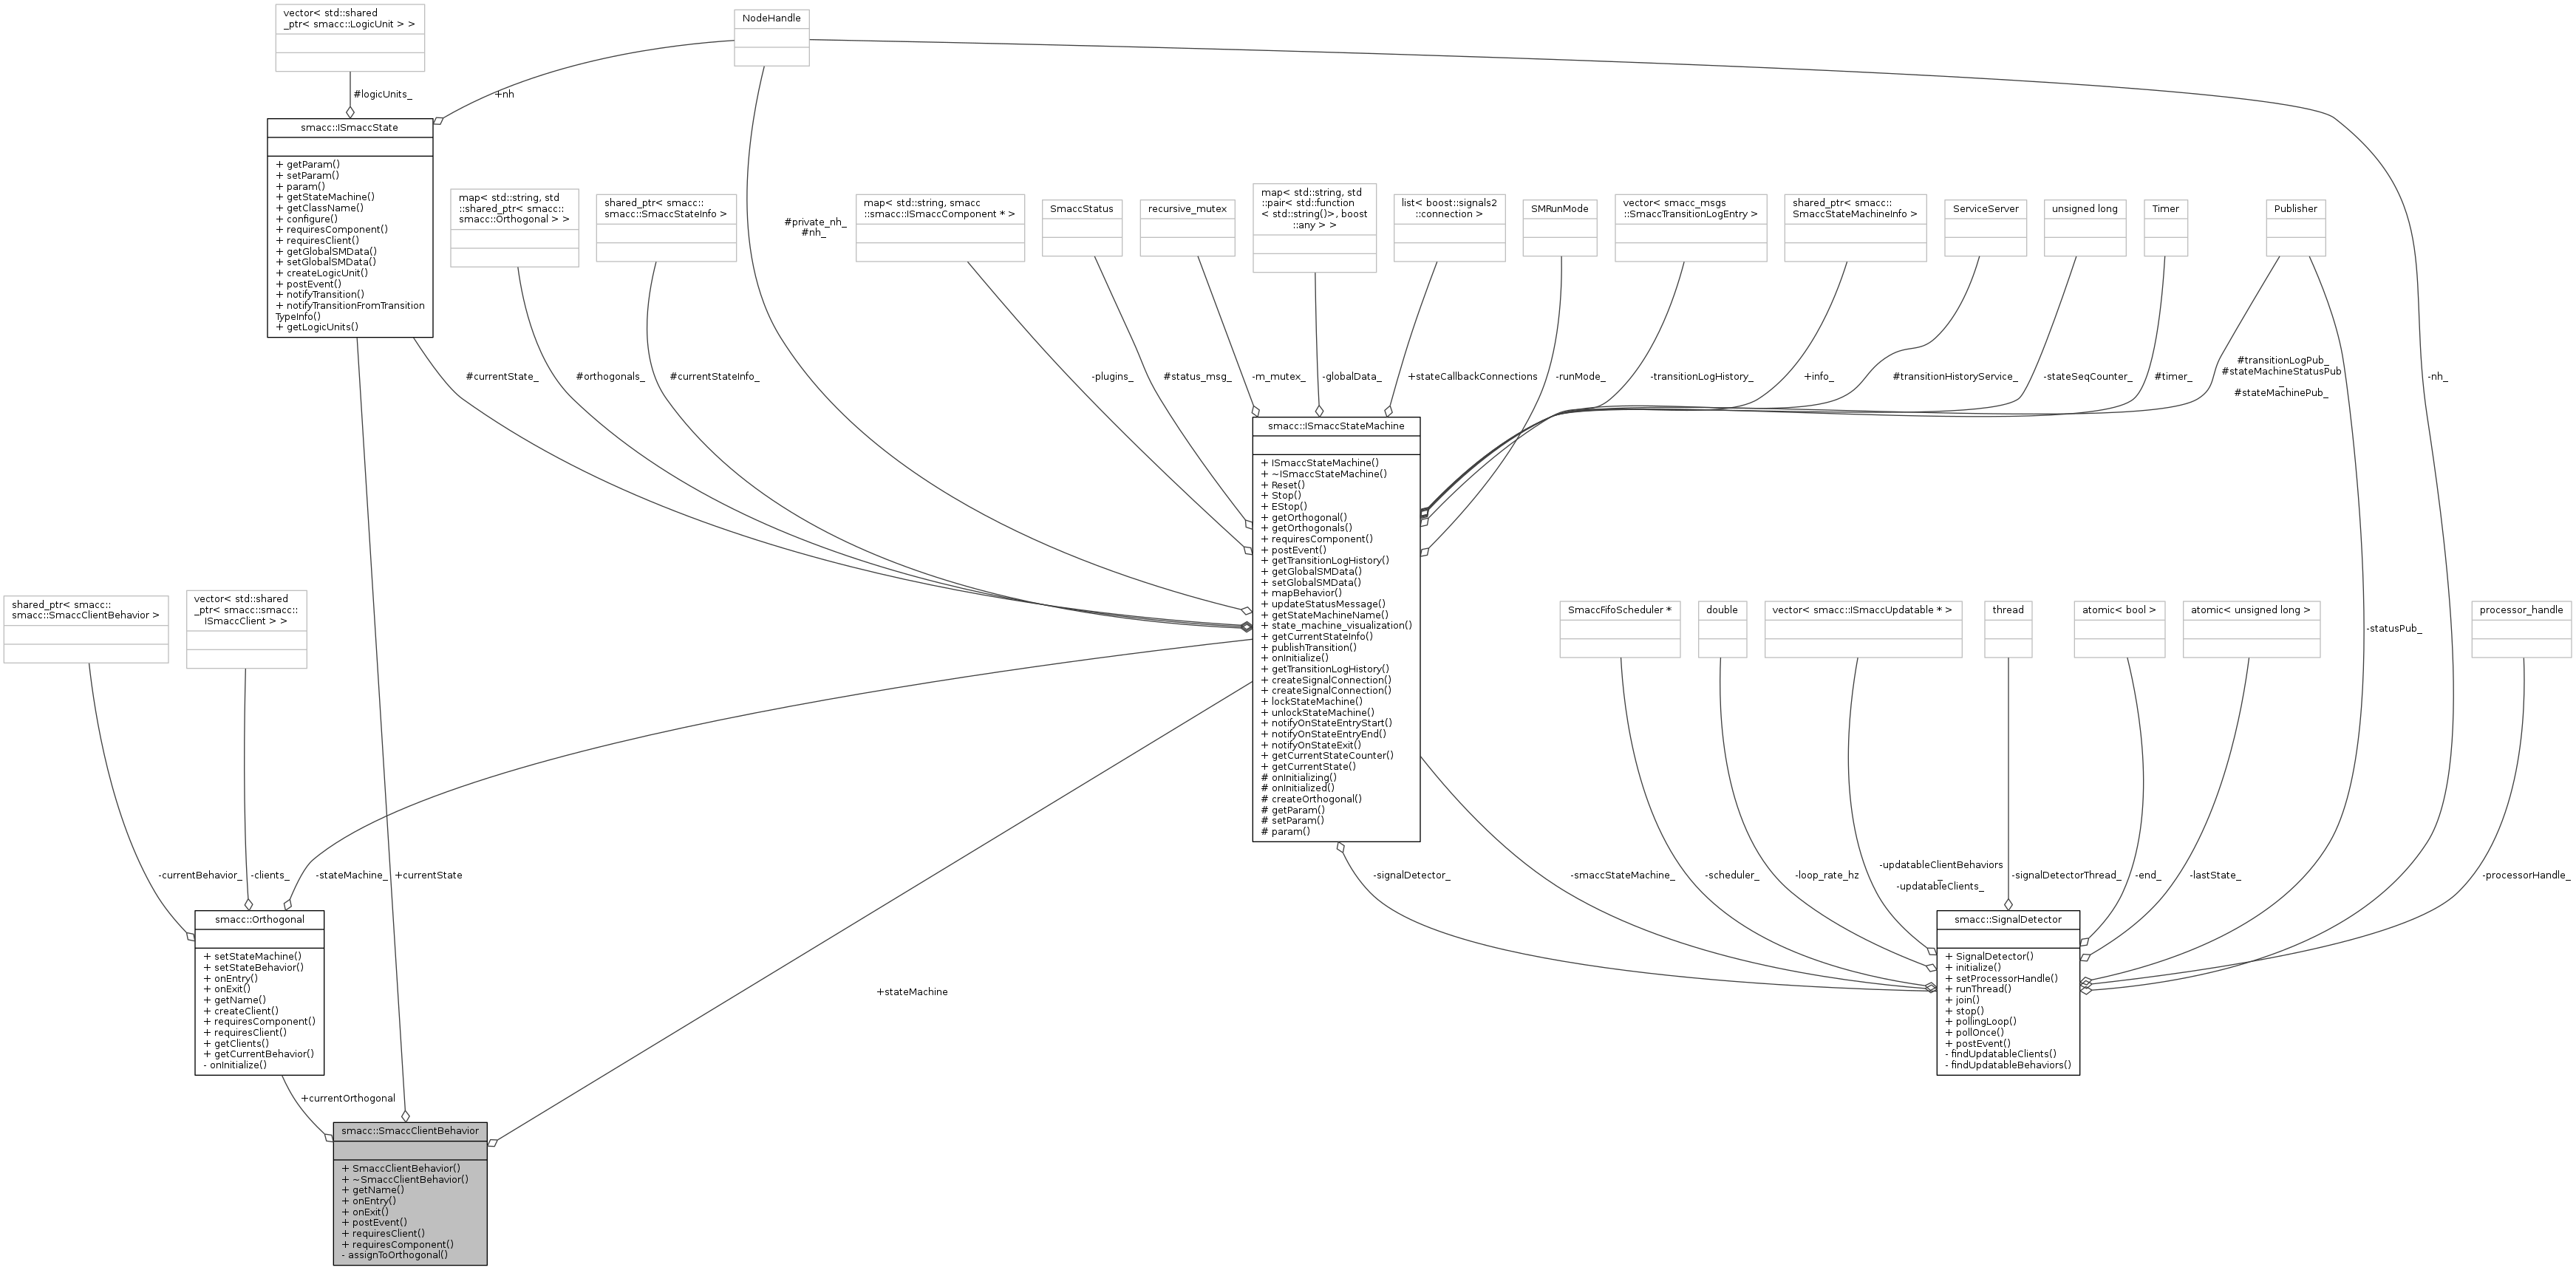 vector< std::shared
_ptr< smacc::LogicUnit > >
NodeHandle
#logicUnits_
+nh
smacc::ISmaccState
+ getParam()
+ setParam()
+ param()
+ getStateMachine()
+ getClassName()
+ configure()
+ requiresComponent()
+ requiresClient()
+ getGlobalSMData()
+ setGlobalSMData()
+ createLogicUnit()
+ postEvent()
+ notifyTransition()
+ notifyTransitionFromTransition
TypeInfo()
+ getLogicUnits()
map< std::string, std
::shared_ptr< smacc::
smacc::Orthogonal > >
shared_ptr< smacc::
smacc::SmaccStateInfo >
#private_nh_
#nh_
map< std::string, smacc
::smacc::ISmaccComponent * >
SmaccStatus
recursive_mutex
map< std::string, std
::pair< std::function
< std::string()>, boost
::any > >
list< boost::signals2
::connection >
SMRunMode
vector< smacc_msgs
::SmaccTransitionLogEntry >
shared_ptr< smacc::
SmaccStateMachineInfo >
ServiceServer
unsigned long
Timer
Publisher
#currentState_
#orthogonals_
#currentStateInfo_
-plugins_
#status_msg_
-m_mutex_
-globalData_
+stateCallbackConnections
-runMode_
-transitionLogHistory_
+info_
#transitionHistoryService_
-stateSeqCounter_
#timer_
#transitionLogPub_
#stateMachineStatusPub
_
#stateMachinePub_
-nh_
smacc::ISmaccStateMachine
+ ISmaccStateMachine()
+ ~ISmaccStateMachine()
+ Reset()
+ Stop()
+ EStop()
+ getOrthogonal()
+ getOrthogonals()
+ requiresComponent()
+ postEvent()
+ getTransitionLogHistory()
+ getGlobalSMData()
+ setGlobalSMData()
+ mapBehavior()
+ updateStatusMessage()
+ getStateMachineName()
+ state_machine_visualization()
+ getCurrentStateInfo()
+ publishTransition()
+ onInitialize()
+ getTransitionLogHistory()
+ createSignalConnection()
+ createSignalConnection()
+ lockStateMachine()
+ unlockStateMachine()
+ notifyOnStateEntryStart()
+ notifyOnStateEntryEnd()
+ notifyOnStateExit()
+ getCurrentStateCounter()
+ getCurrentState()
# onInitializing()
# onInitialized()
# createOrthogonal()
# getParam()
# setParam()
# param()
shared_ptr< smacc::
smacc::SmaccClientBehavior >
vector< std::shared
_ptr< smacc::smacc::
ISmaccClient > >
SmaccFifoScheduler *
double
vector< smacc::ISmaccUpdatable * >
thread
atomic< bool >
atomic< unsigned long >
-statusPub_
processor_handle
-currentBehavior_
-clients_
-stateMachine_
+currentState
-signalDetector_
-smaccStateMachine_
-scheduler_
-loop_rate_hz
-updatableClientBehaviors
_
-updatableClients_
-signalDetectorThread_
-end_
-lastState_
-processorHandle_
smacc::Orthogonal
+ setStateMachine()
+ setStateBehavior()
+ onEntry()
+ onExit()
+ getName()
+ createClient()
+ requiresComponent()
+ requiresClient()
+ getClients()
+ getCurrentBehavior()
- onInitialize()
smacc::SignalDetector
+ SignalDetector()
+ initialize()
+ setProcessorHandle()
+ runThread()
+ join()
+ stop()
+ pollingLoop()
+ pollOnce()
+ postEvent()
- findUpdatableClients()
- findUpdatableBehaviors()
+stateMachine
+currentOrthogonal
smacc::SmaccClientBehavior
+ SmaccClientBehavior()
+ ~SmaccClientBehavior()
+ getName()
+ onEntry()
+ onExit()
+ postEvent()
+ requiresClient()
+ requiresComponent()
- assignToOrthogonal()